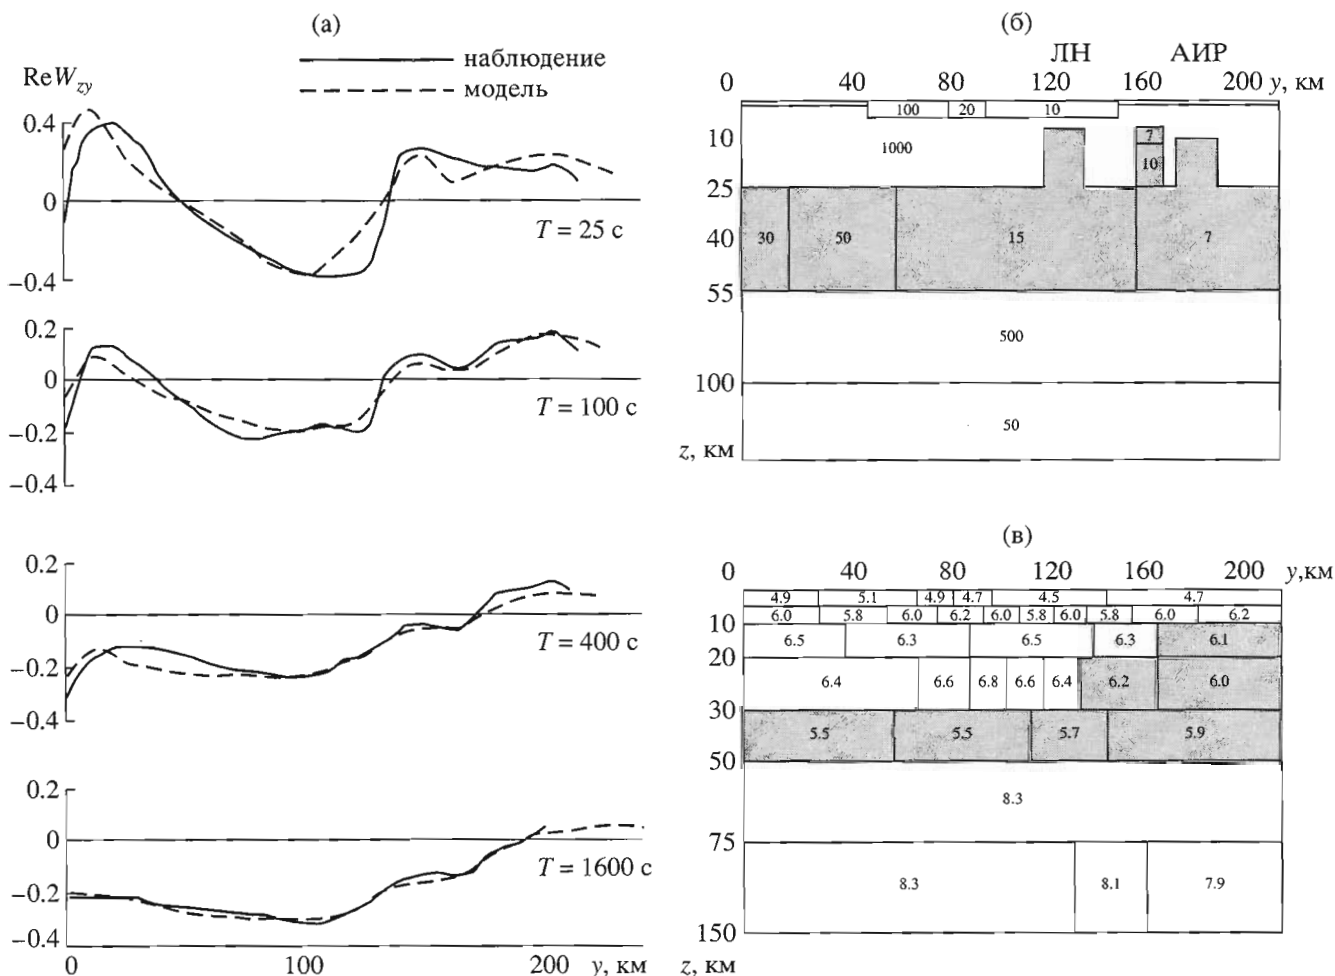 (а)
наблюдение
модель
ReW_zy
0.4
0
−0.4
T = 25 с
0.2
0
−0.2
−0.4
T = 100 с
0.2
0
−0.2
−0.4
T = 400 с
0.2
0
−0.2
−0.4
T = 1600 с
0 100 200 y, км
(б)
ЛН АИР
0 40 80 120 160 200 y, км
100 20 10
10
1000
7
10
25
30 50 15 7
40
55
500
100
50
z, км
(в)
0 40 80 120 160 200 y,км
4.9 5.1 4.9 4.7 4.5 4.7
6.0 5.8 6.0 6.2 6.0 5.8 6.0 5.8 6.0 6.2
10
6.5 6.3 6.5 6.3 6.1
20
6.4 6.6 6.8 6.6 6.4 6.2 6.0
30
5.5 5.5 5.7 5.9
50
8.3
75
8.3 8.1 7.9
150
z, км